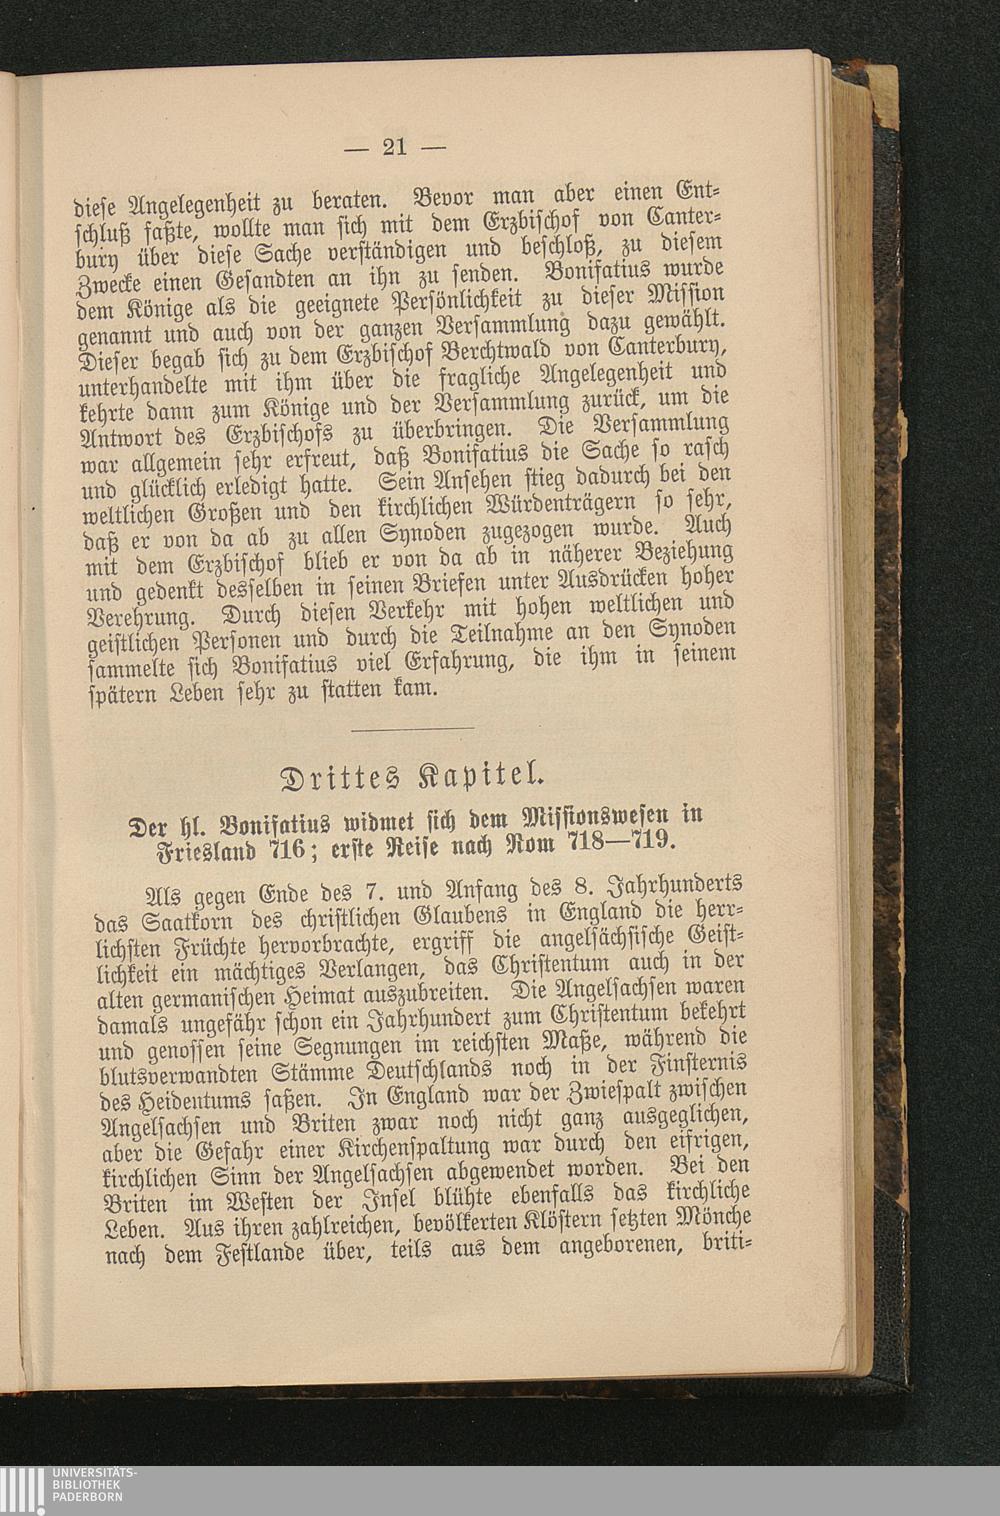 — 21 —
diese Angelegenheit zu beraten. Bevor man aber einen Ent-
schluß faßte, wollte man sich mit dem Erzbischof von Canter-
bury über diese Sache verständigen und beschloß, zu diesem
Zwecke einen Gesandten an ihn zu senden. Bonifatius wurde
dem Könige als die geeignete Persönlichkeit zu dieser Mission
genannt und auch von der ganzen Versammlung dazu gewählt.
Dieser begab sich zu dem Erzbischof Berchtwald von Canterbury,
unterhandelte mit ihm über die fragliche Angelegenheit und
kehrte dann zum Könige und der Versammlung zurück, um die
Antwort des Erzbischofs zu überbringen. Die Versammlung
war allgemein sehr erfreut, daß Bonifatius die Sache so rasch
und glücklich erledigt hatte. Sein Ansehen stieg dadurch bei den
weltlichen Großen und den kirchlichen Würdenträgern so sehr,
daß er von da ab zu allen Synoden zugezogen wurde. Auch
mit dem Erzbischof blieb er von da ab in näherer Beziehung
und gedenkt desselben in seinen Briefen unter Ausdrücken hoher
Verehrung. Durch diesen Verkehr mit hohen weltlichen und
geistlichen Personen und durch die Teilnahme an den Synoden
sammelte sich Bonifatius viel Erfahrung, die ihm in seinem
spätern Leben sehr zu statten kam.
Drittes Kapitel.
Der hl. Bonifatius widmet sich dem Missionswesen in
Friesland 716; erste Reise nach Rom 718—719.
Als gegen Ende des 7. und Anfang des 8. Jahrhunderts
das Saatkorn des christlichen Glaubens in England die herr-
lichsten Früchte hervorbrachte, ergriff die angelsächsische Geist-
lichkeit ein mächtiges Verlangen, das Christentum auch in der
alten germanischen Heimat auszubreiten. Die Angelsachsen waren
damals ungefähr schon ein Jahrhundert zum Christentum bekehrt
und genossen seine Segnungen im reichsten Maße, während die
blutsverwandten Stämme Deutschlands noch in der Finsternis
des Heidentums saßen. In England war der Zwiespalt zwischen
Angelsachsen und Briten zwar noch nicht ganz ausgeglichen,
aber die Gefahr einer Kirchenspaltung war durch den eifrigen,
kirchlichen Sinn der Angelsachsen abgewendet worden. Bei den
Briten im Westen der Insel blühte ebenfalls das kirchliche
Leben. Aus ihren zahlreichen, bevölkerten Klöstern setzten Mönche
nach dem Festlande über, teils aus dem angeborenen, briti-
UNIVERSITÄTS-
BIBLIOTHEK
PADERBORN